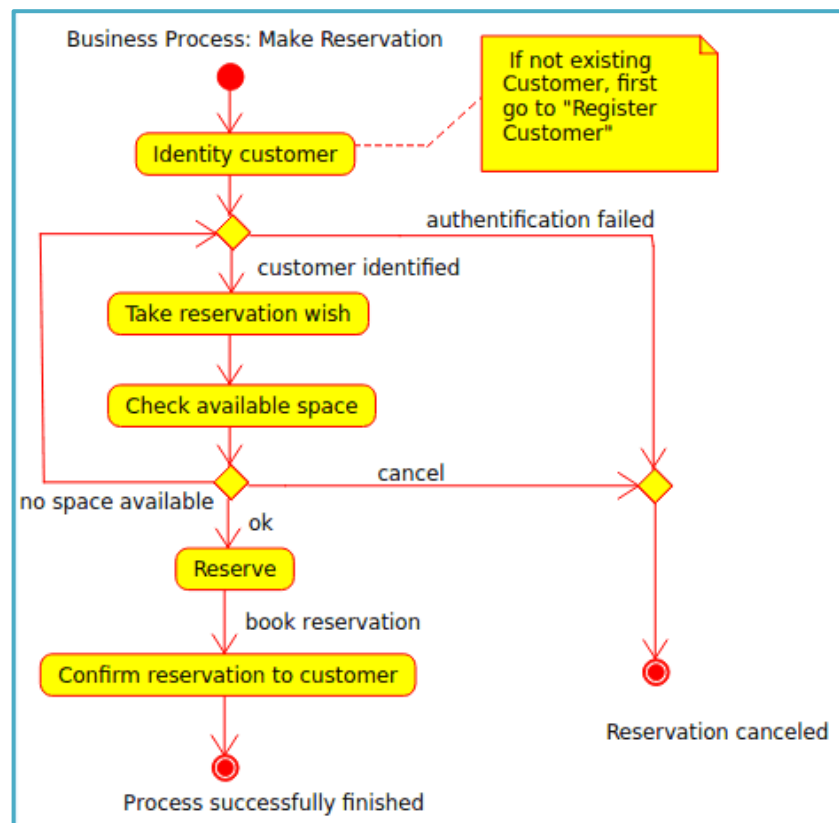 Business Process: Make Reservation
If not existing
Customer, first
go to "Register
Customer"
Identity customer
authentification failed
customer identified
Take reservation wish
Check available space
cancel
no space available
ok
Reserve
book reservation
Confirm reservation to customer
Reservation canceled
Process successfully finished